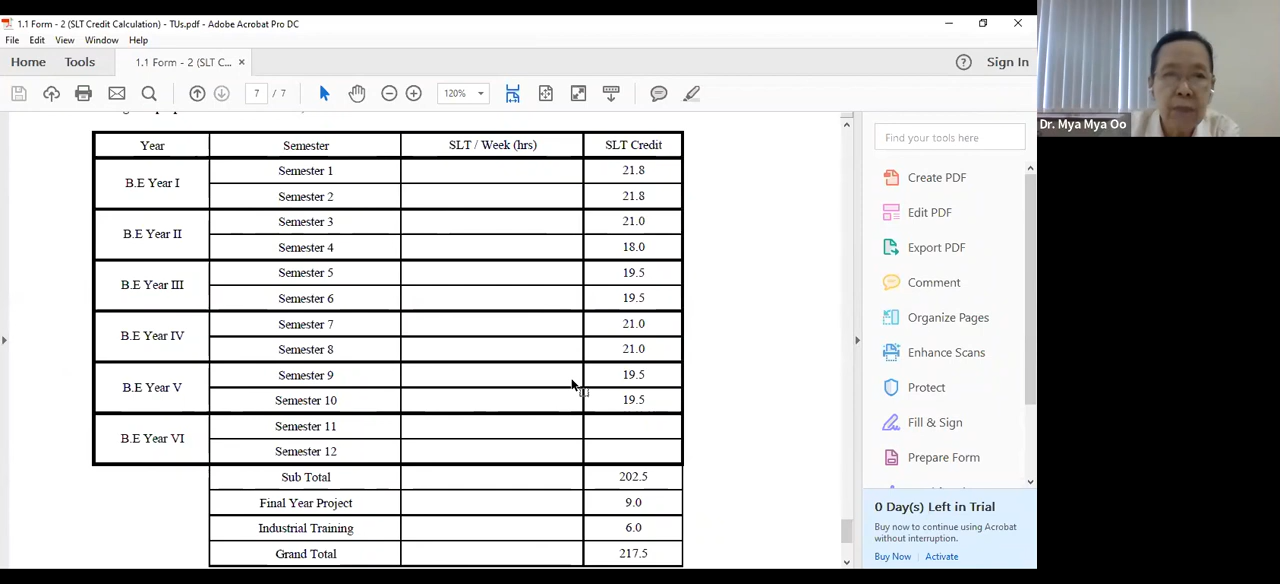 1.1 Form - 2 (SLT Credit Calculation) - TUs.pdf - Adobe Acrobat Pro DC
File Edit View Window Help
Home Tools 1.1 Form - 2 (SLT C... × Sign In
7 / 7 120%
Dr. Mya Mya Oo
Find your tools here
Create PDF
Edit PDF
Export PDF
Comment
Organize Pages
Enhance Scans
Protect
Fill & Sign
Prepare Form
0 Day(s) Left in Trial
Buy now to continue using Acrobat
without interruption.
Buy Now Activate
Year Semester SLT / Week (hrs) SLT Credit
B.E Year I Semester 1 21.8
Semester 2 21.8
B.E Year II Semester 3 21.0
Semester 4 18.0
B.E Year III Semester 5 19.5
Semester 6 19.5
B.E Year IV Semester 7 21.0
Semester 8 21.0
B.E Year V Semester 9 19.5
Semester 10 19.5
B.E Year VI Semester 11
Semester 12
Sub Total 202.5
Final Year Project 9.0
Industrial Training 6.0
Grand Total 217.5